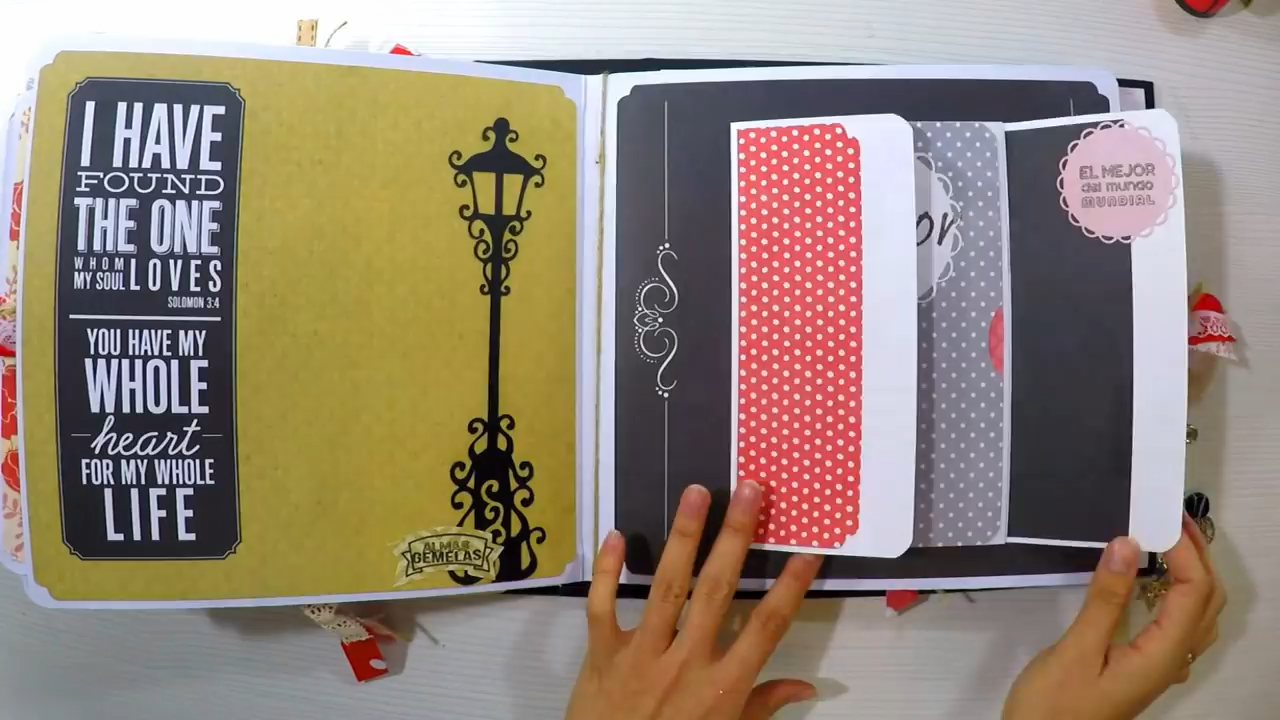 I HAVE
FOUND
THE ONE
WHOM
MY SOUL LOVES
SOLOMON 3:4
YOU HAVE MY
WHOLE
heart
FOR MY WHOLE
LIFE
ALMAS
GEMELAS
EL MEJOR
del mundo
MUNDIAL